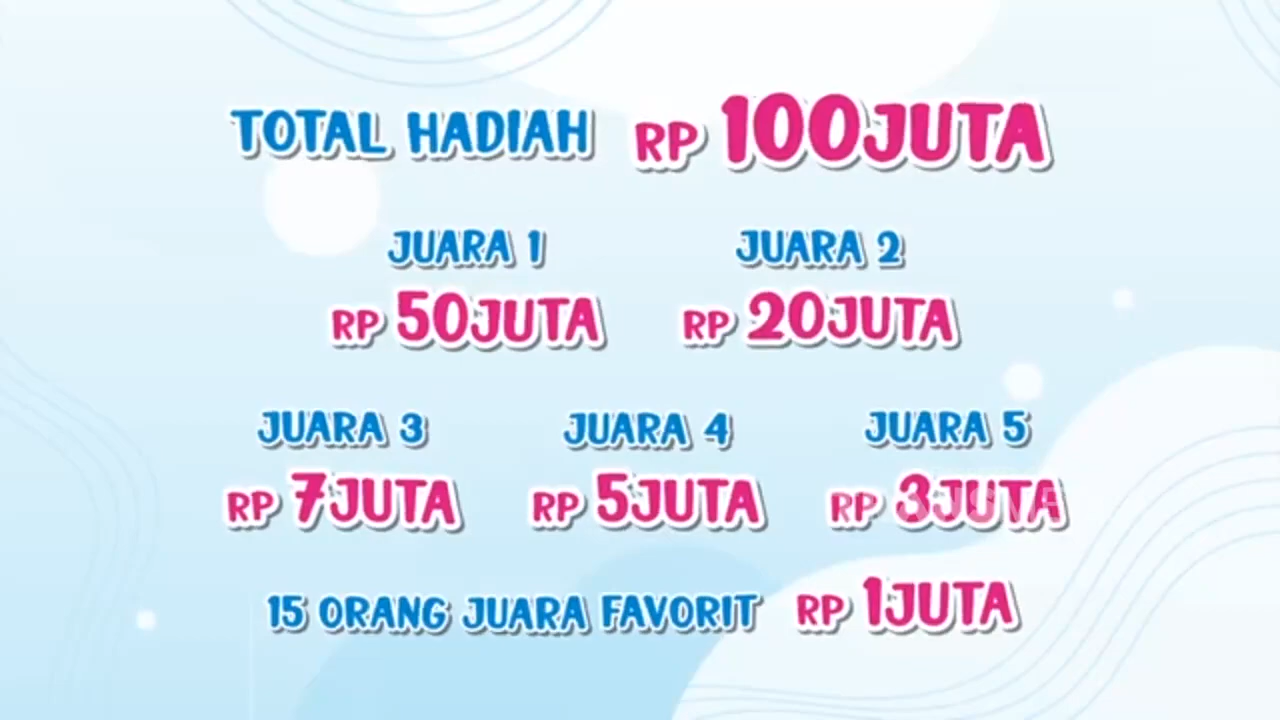 TOTAL HADIAH RP 100JUTA
JUARA 1 JUARA 2
RP 50JUTA RP 20JUTA
JUARA 3 JUARA 4 JUARA 5
RP 7JUTA RP 5JUTA RP 3JUTA
15 ORANG JUARA FAVORIT RP 1JUTA